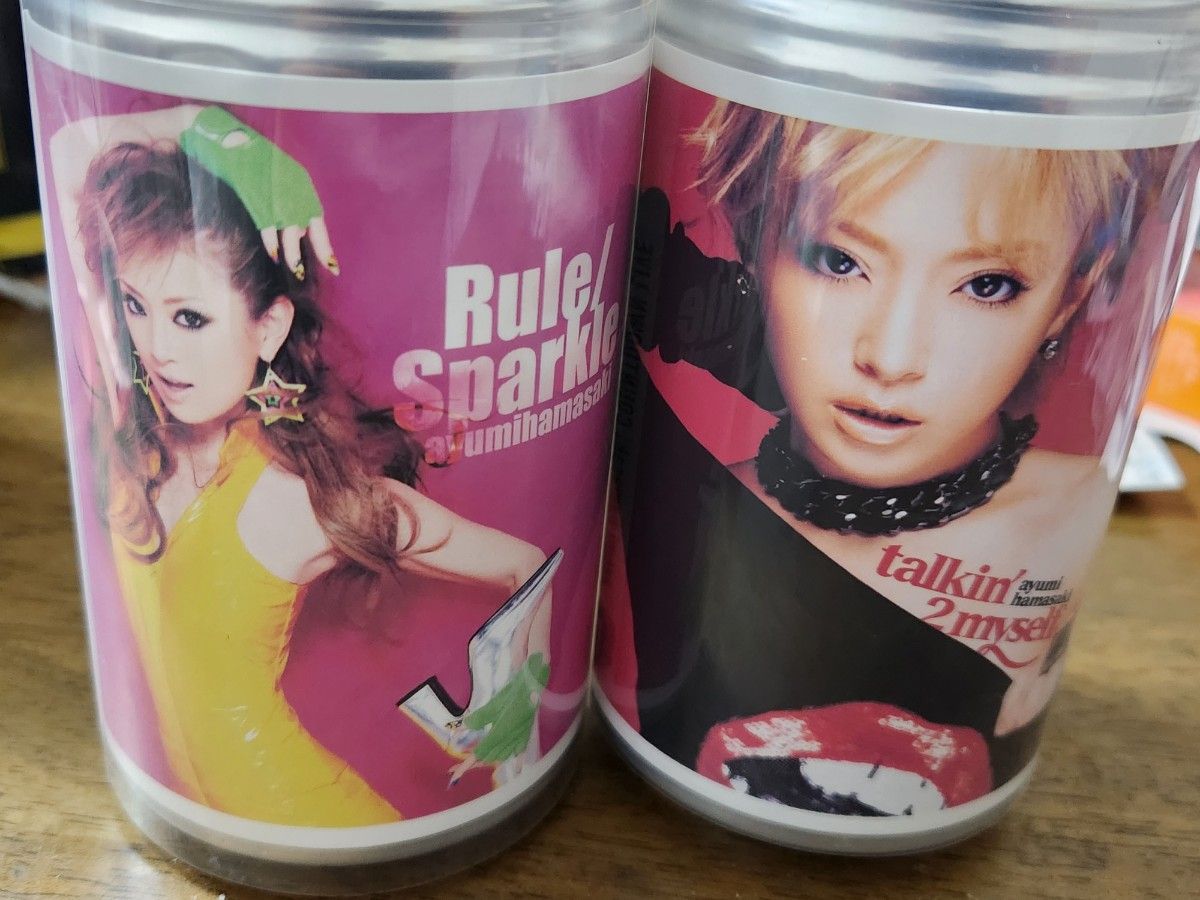 Rule/
Sparkle
ayumihamasaki
talkin'
2 myself
ayumi
hamasaki